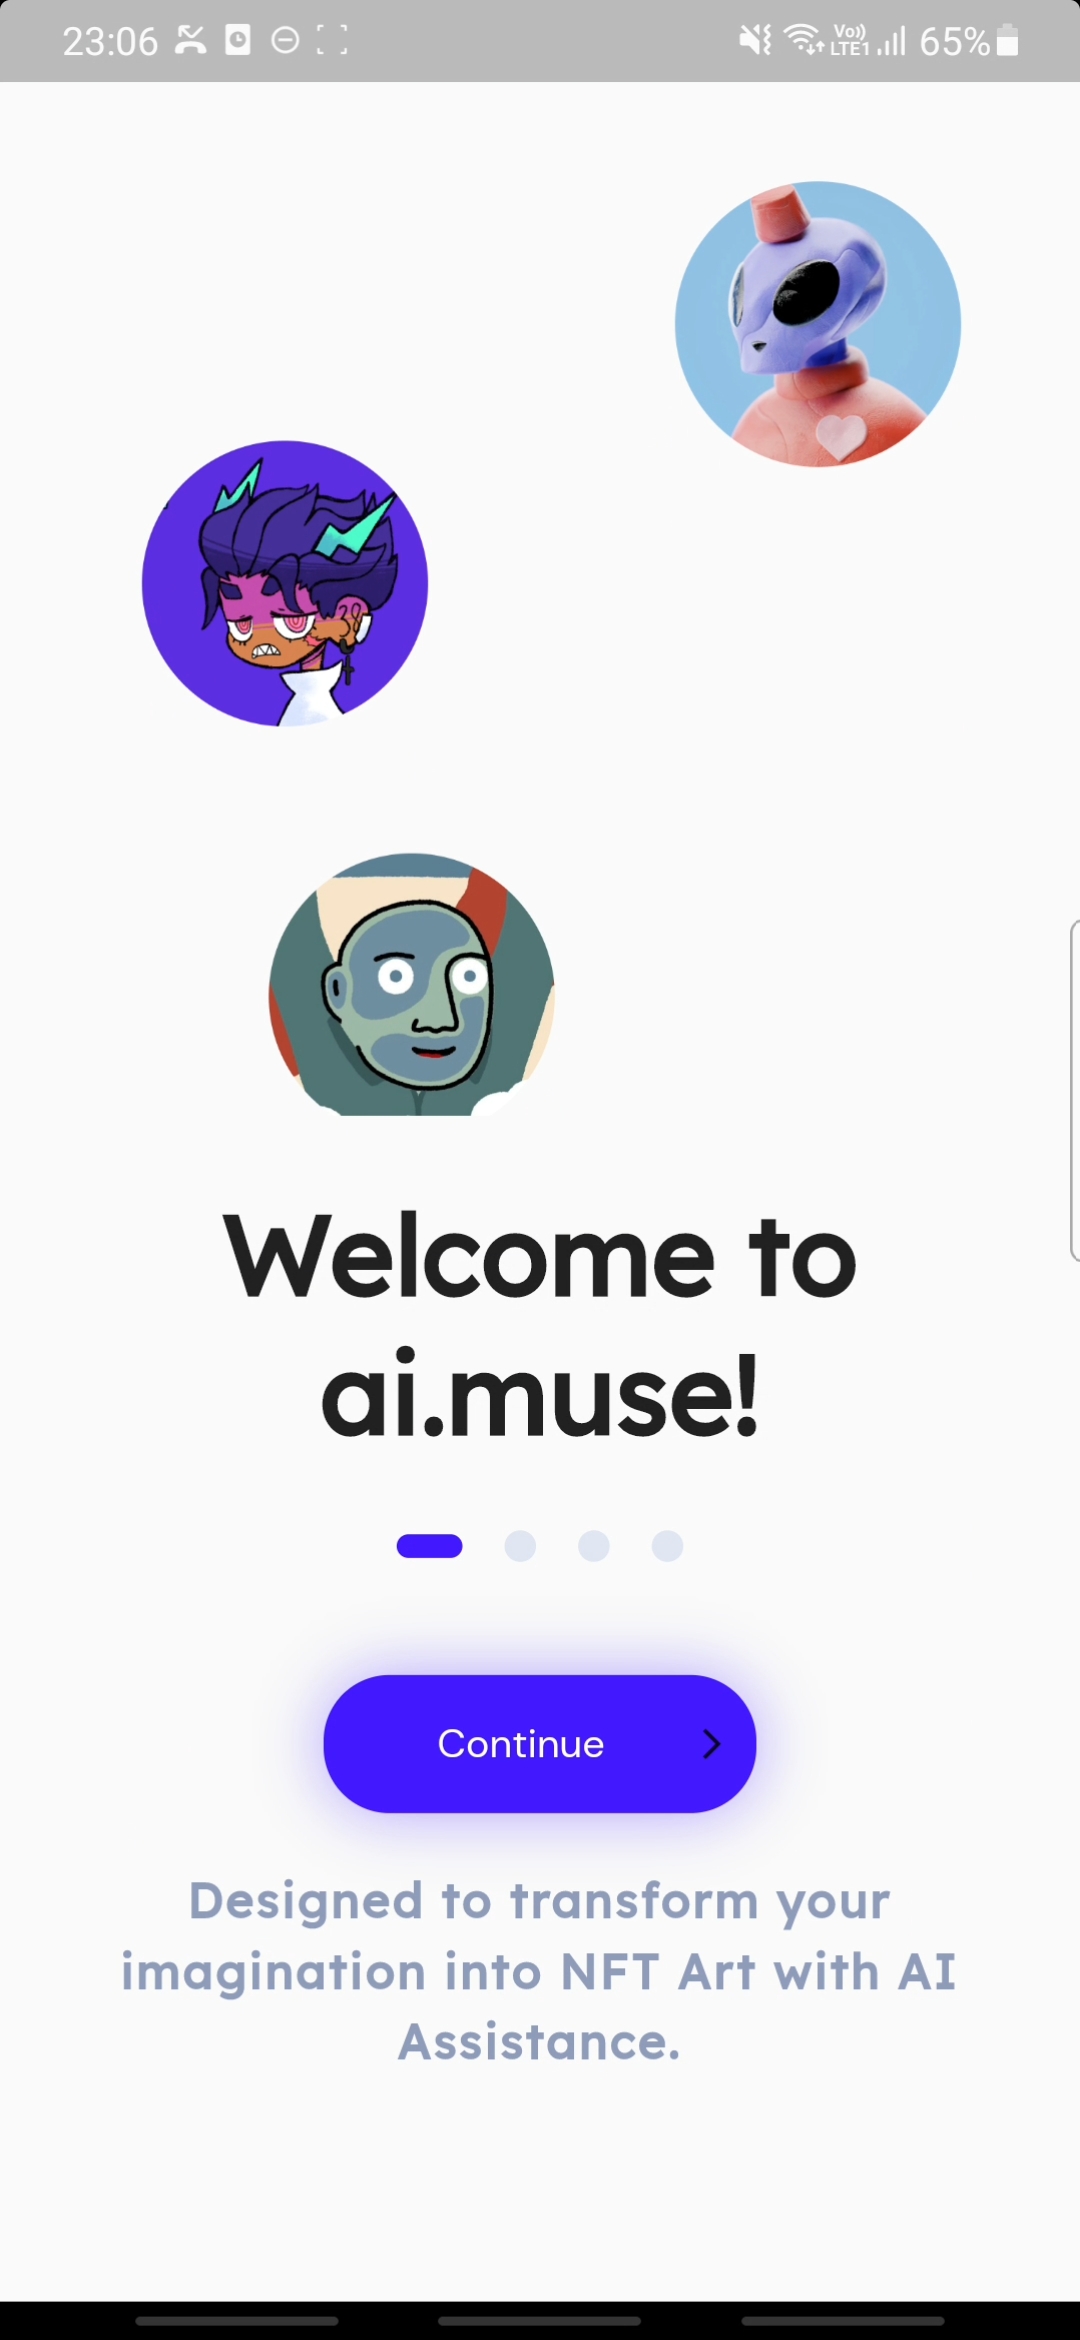 23:06 Vo)) LTE1 65%
Welcome to
ai.muse!
Continue
Designed to transform your
imagination into NFT Art with AI
Assistance.